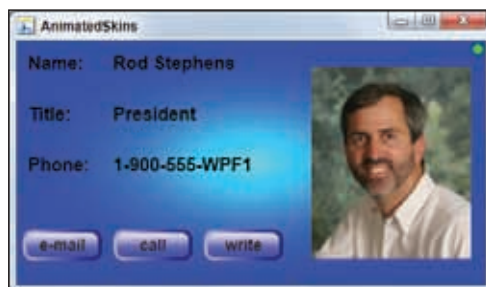 AnimatedSkins
Name: Rod Stephens
Title: President
Phone: 1-900-555-WPF1
e-mail call write